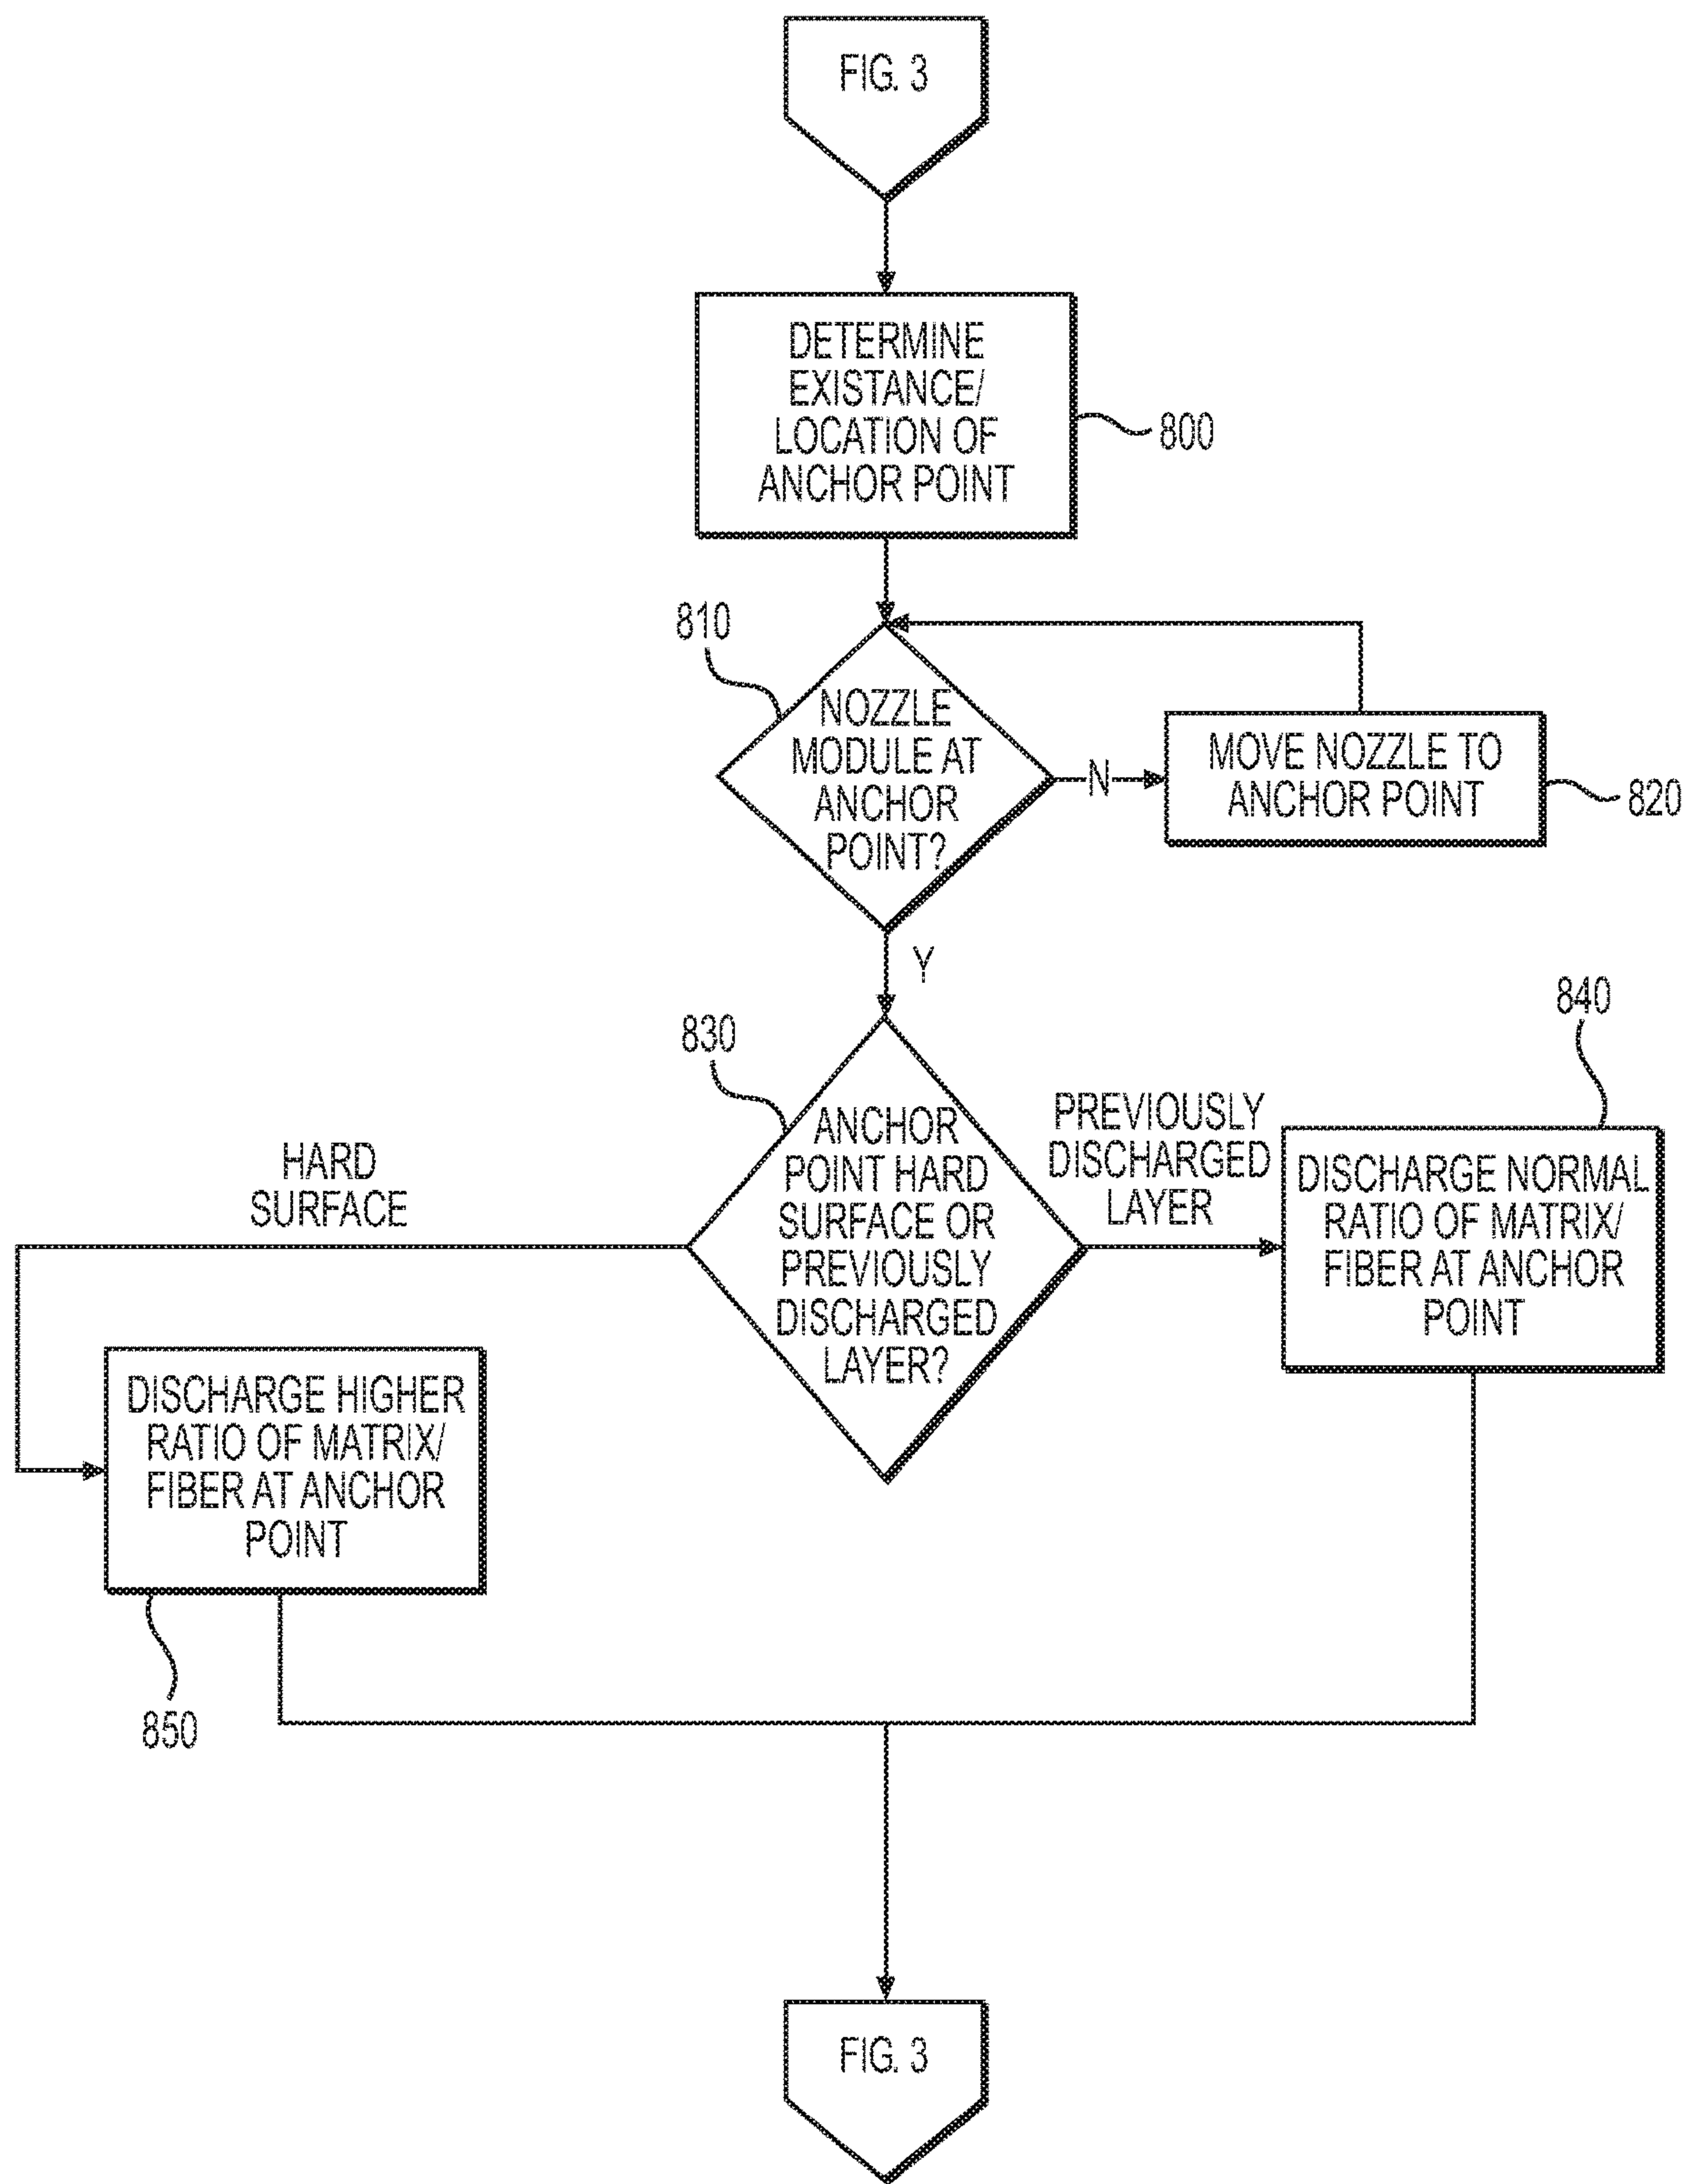 FIG. 3
DETERMINE
EXISTANCE/
LOCATION OF
ANCHOR POINT
800
810
NOZZLE
MODULE AT
ANCHOR
POINT?
N
MOVE NOZZLE TO
ANCHOR POINT
820
Y
830
ANCHOR
POINT HARD
SURFACE OR
PREVIOUSLY
DISCHARGED
LAYER?
PREVIOUSLY
DISCHARGED
LAYER
840
DISCHARGE NORMAL
RATIO OF MATRIX/
FIBER AT ANCHOR
POINT
HARD
SURFACE
DISCHARGE HIGHER
RATIO OF MATRIX/
FIBER AT ANCHOR
POINT
850
FIG. 3